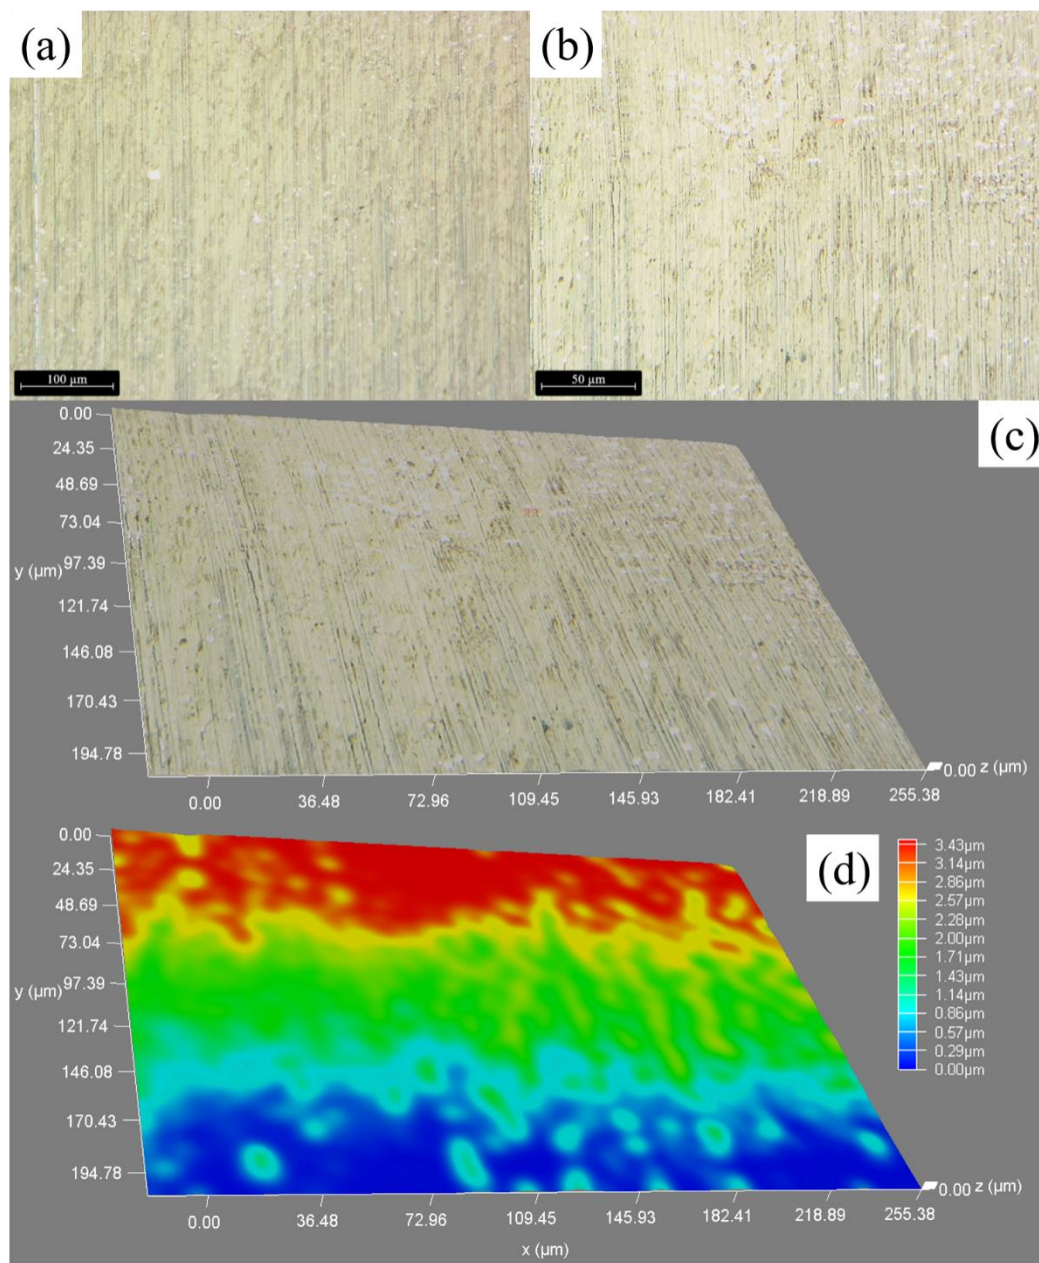 (a)
(b)
100 µm
50 µm
(c)
0.00
24.35
48.69
73.04
y (µm) 97.39
121.74
146.08
170.43
194.78
0.00 z (µm)
0.00 36.48 72.96 109.45 145.93 182.41 218.89 255.38
(d)
0.00
24.35
48.69
73.04
y (µm) 97.39
121.74
146.08
170.43
194.78
3.43µm
3.14µm
2.86µm
2.57µm
2.28µm
2.00µm
1.71µm
1.43µm
1.14µm
0.86µm
0.57µm
0.29µm
0.00µm
0.00 z (µm)
0.00 36.48 72.96 109.45 145.93 182.41 218.89 255.38
x (µm)